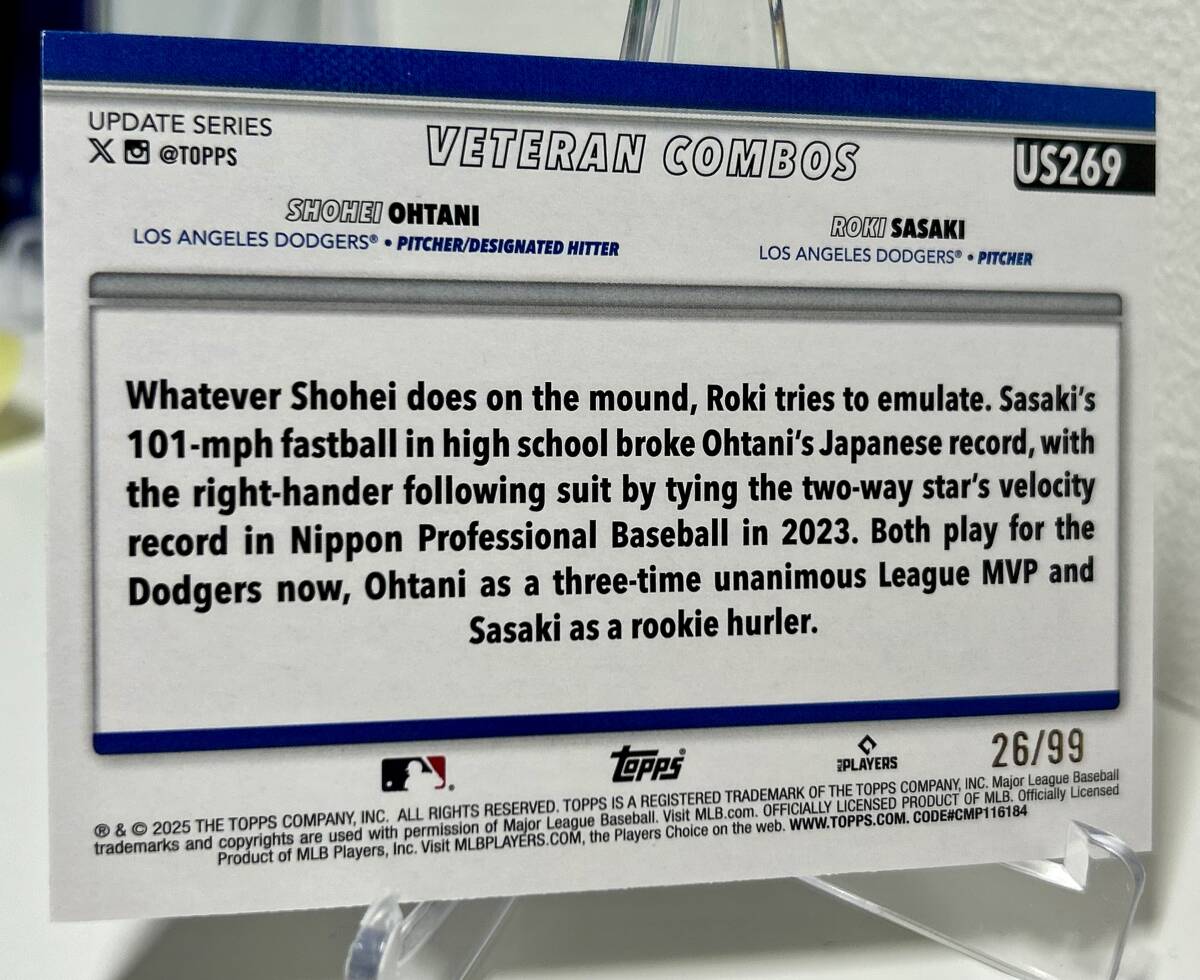 UPDATE SERIES
X @TOPPS
VETERAN COMBOS
US269
SHOHEI OHTANI
LOS ANGELES DODGERS® • PITCHER/DESIGNATED HITTER
ROKI SASAKI
LOS ANGELES DODGERS® • PITCHER
Whatever Shohei does on the mound, Roki tries to emulate. Sasaki's
101-mph fastball in high school broke Ohtani's Japanese record, with
the right-hander following suit by tying the two-way star's velocity
record in Nippon Professional Baseball in 2023. Both play for the
Dodgers now, Ohtani as a three-time unanimous League MVP and
Sasaki as a rookie hurler.
Topps®
MLB PLAYERS
26/99
® & © 2025 THE TOPPS COMPANY, INC. ALL RIGHTS RESERVED. TOPPS IS A REGISTERED TRADEMARK OF THE TOPPS COMPANY, INC. Major League Baseball
trademarks and copyrights are used with permission of Major League Baseball. Visit MLB.com. OFFICIALLY LICENSED PRODUCT OF MLB. Officially Licensed
Product of MLB Players, Inc. Visit MLBPLAYERS.COM, the Players Choice on the web. WWW.TOPPS.COM. CODE#CMP116184